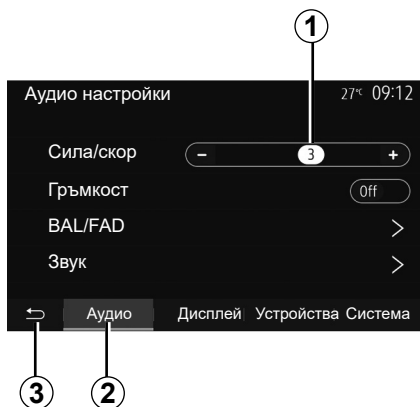 1
Аудио настройки 27°C 09:12
Сила/скор − 3 +
Гръмкост Off
BAL/FAD >
Звук >
Аудио Дисплей Устройства Система
3 2